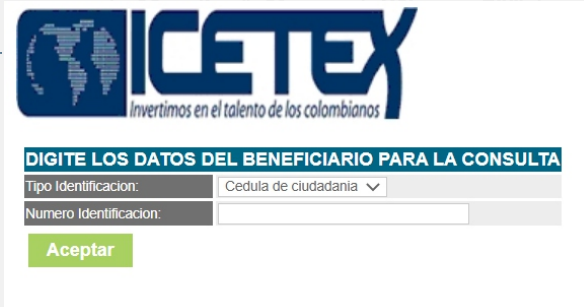 ICETEX
Invertimos en el talento de los colombianos
DIGITE LOS DATOS DEL BENEFICIARIO PARA LA CONSULTA
Tipo Identificacion: Cedula de ciudadania
Numero Identificacion:
Aceptar